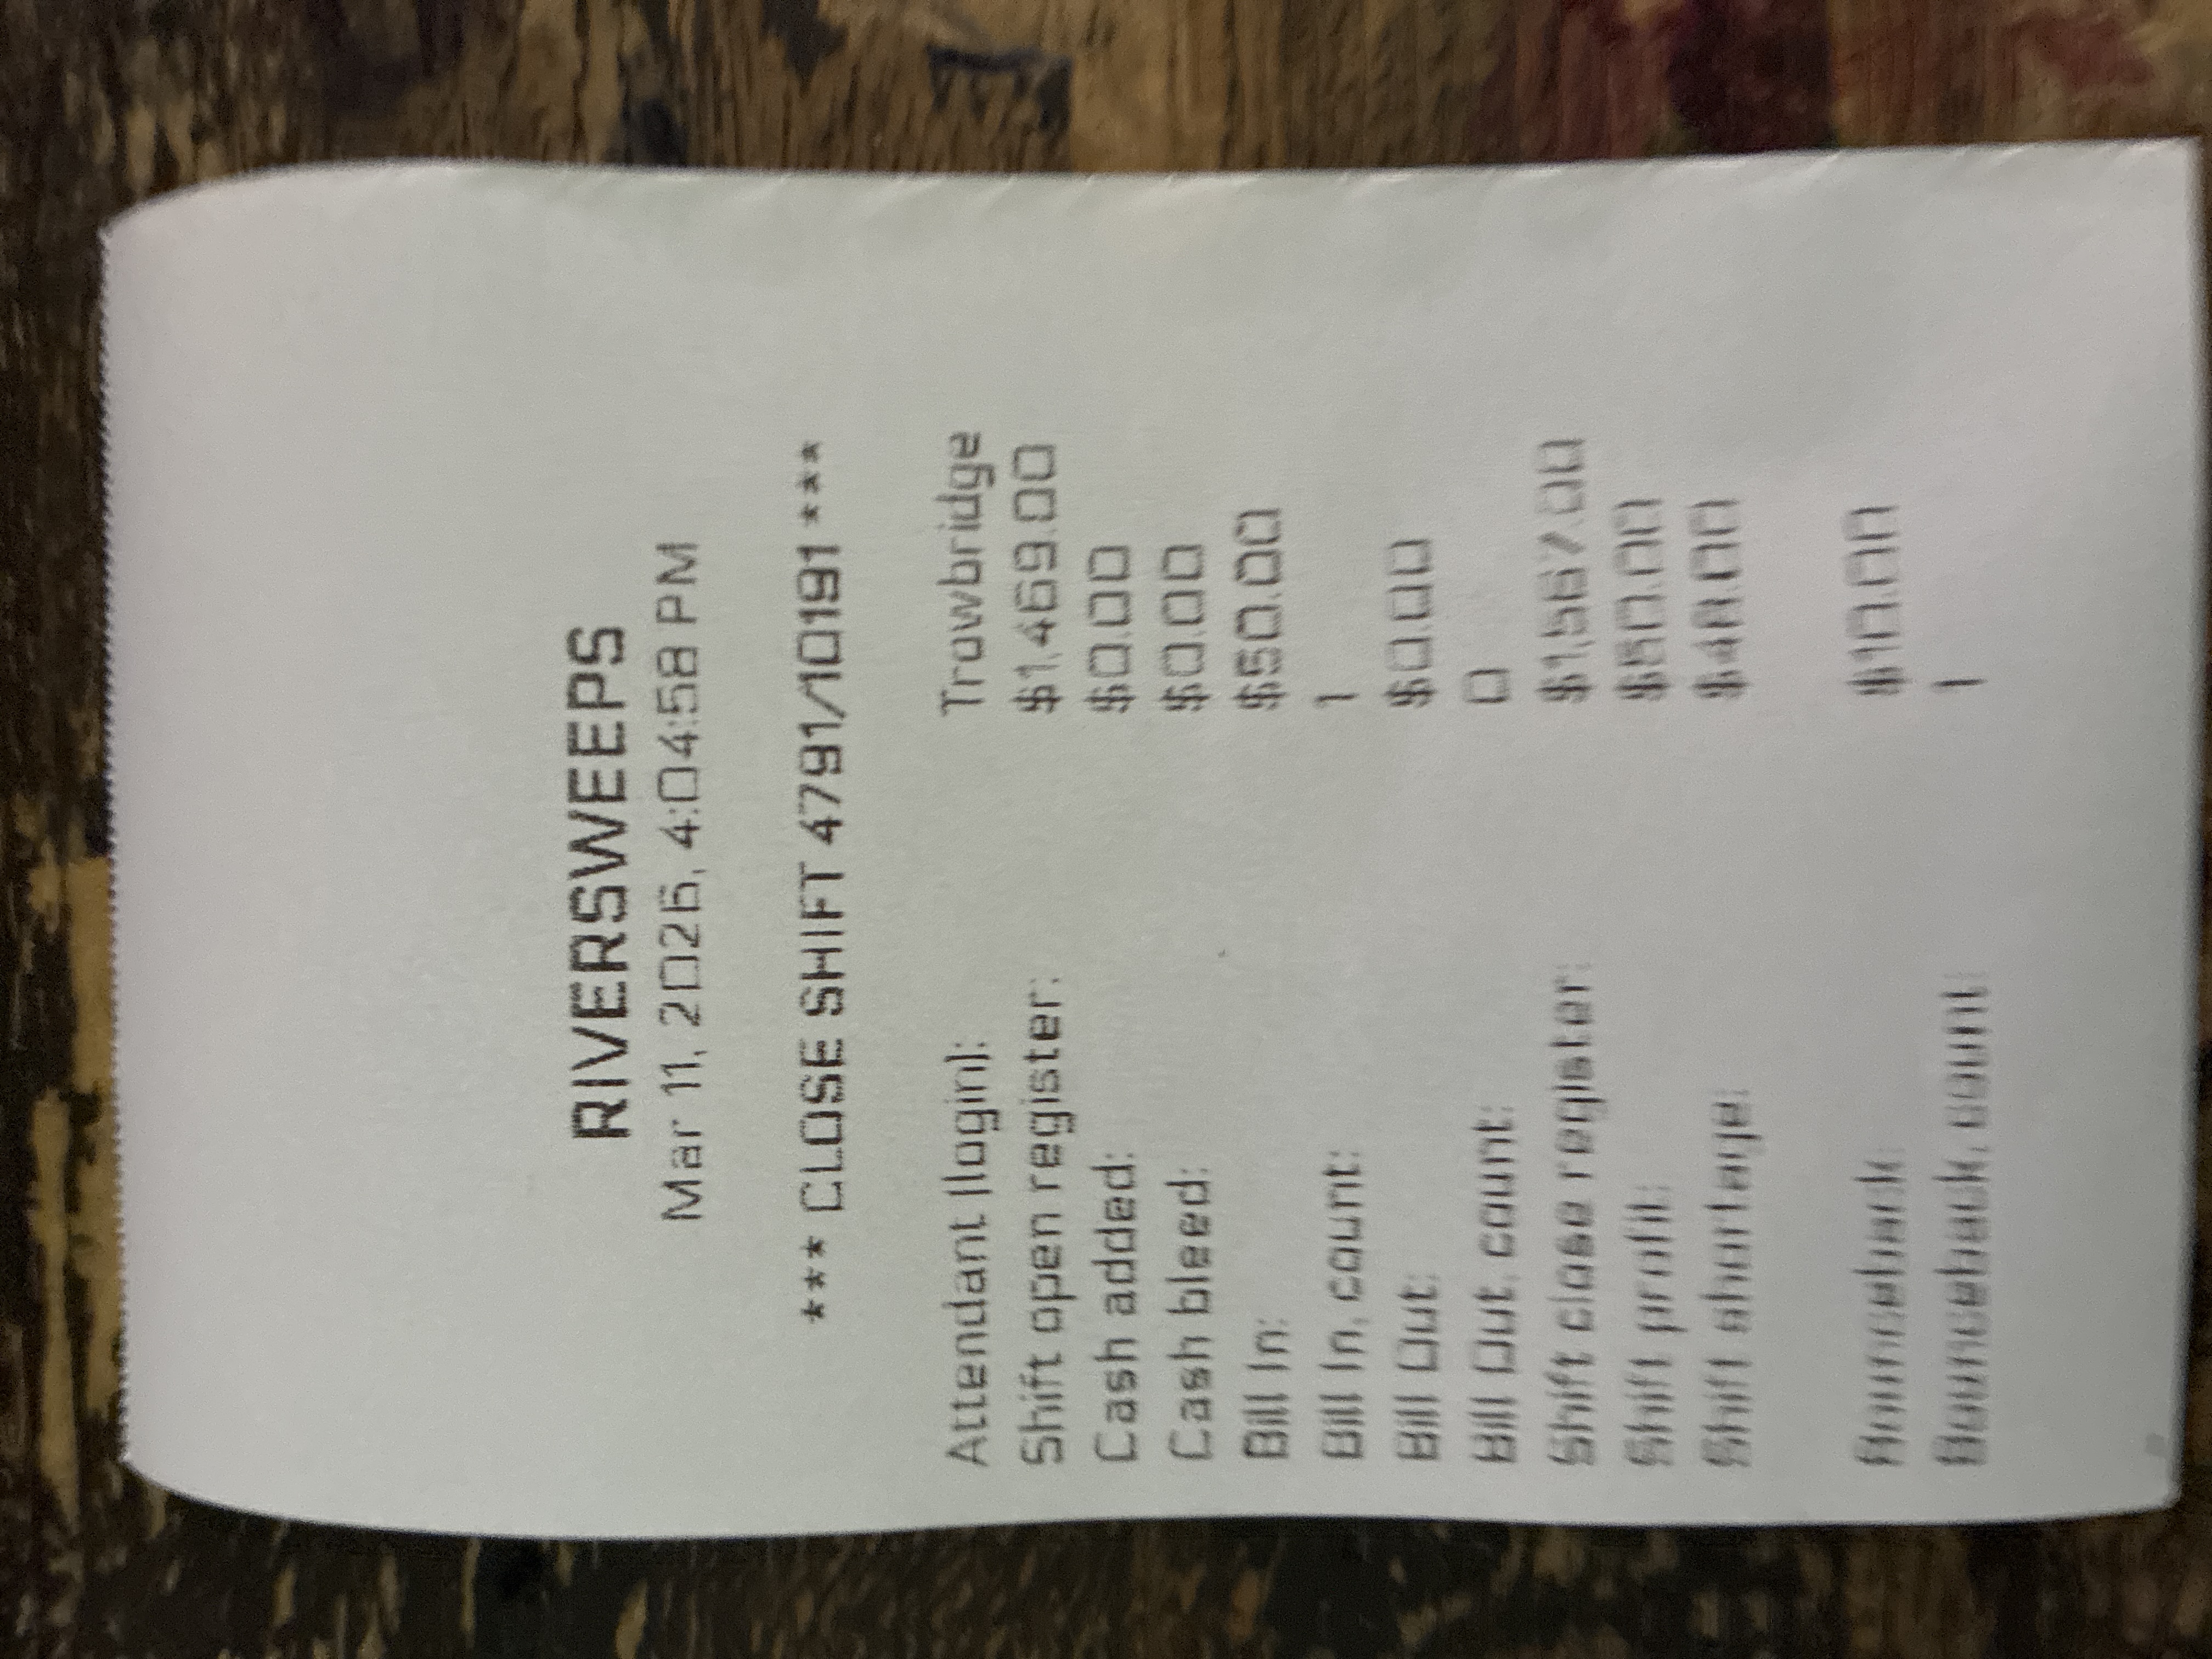 RIVERSWEEPS
Mar 11, 2026, 4:04:58 PM
*** CLOSE SHIFT 4791/10191 ***
Attendant (login): Trowbridge
Shift open register: $1,469.00
Cash added: $0.00
Cash bleed: $0.00
Bill In: $50.00
Bill In, count: 1
Bill Out: $0.00
Bill Out, count: 0
Shift close register: $1,567.00
Shift profit: $50.00
Shift shortage: $48.00
Bounceback: $10.00
Bounceback, count: 1